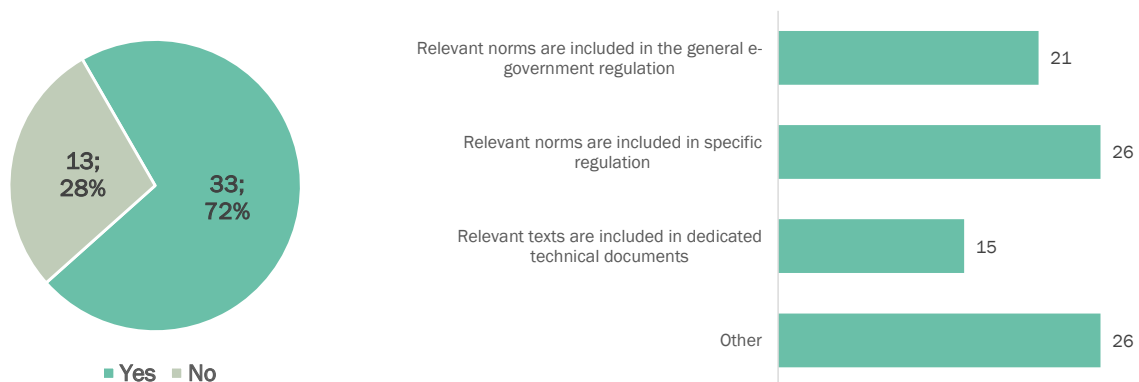 13;
28%
33;
72%
Yes No
Relevant norms are included in the general e-
government regulation
21
Relevant norms are included in specific
regulation
26
Relevant texts are included in dedicated
technical documents
15
Other
26